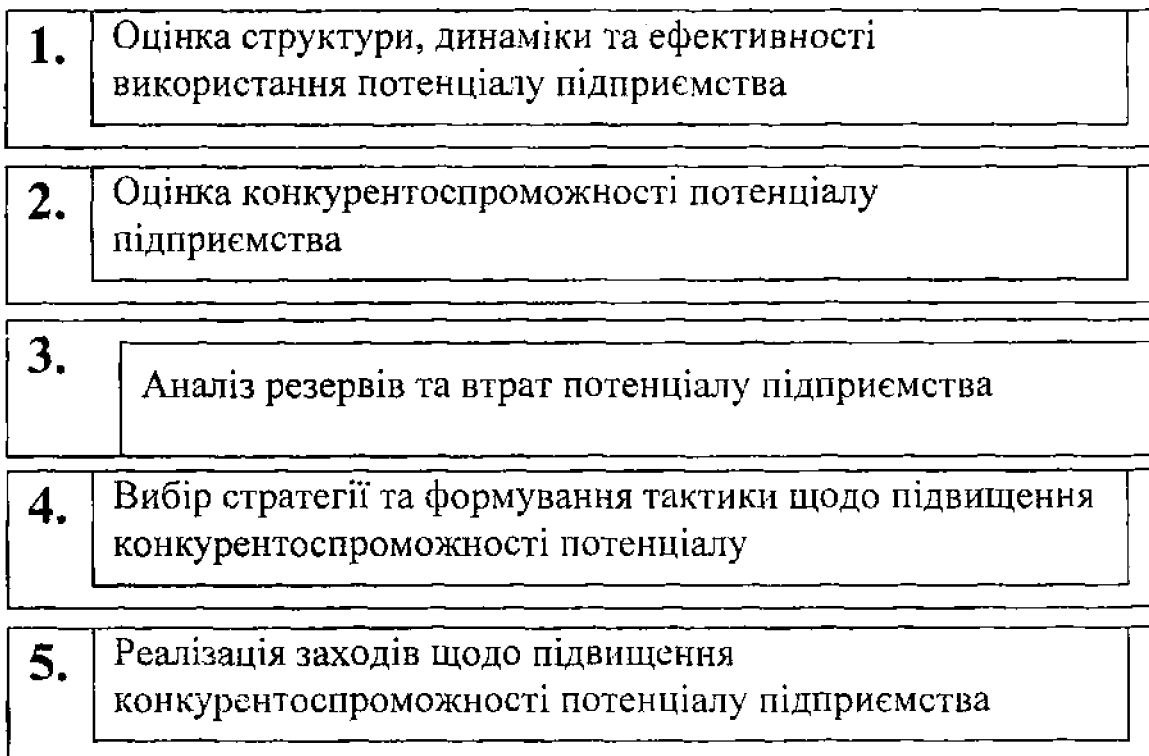 1. Оцінка структури, динаміки та ефективності
використання потенціалу підприємства
2. Оцінка конкурентоспроможності потенціалу
підприємства
3.
Аналіз резервів та втрат потенціалу підприємства
4. Вибір стратегії та формування тактики щодо підвищення
конкурентоспроможності потенціалу
5. Реалізація заходів щодо підвищення
конкурентоспроможності потенціалу підприємства